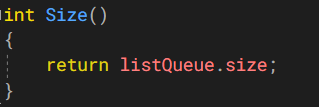 int Size()
{
    return listQueue.size;
}